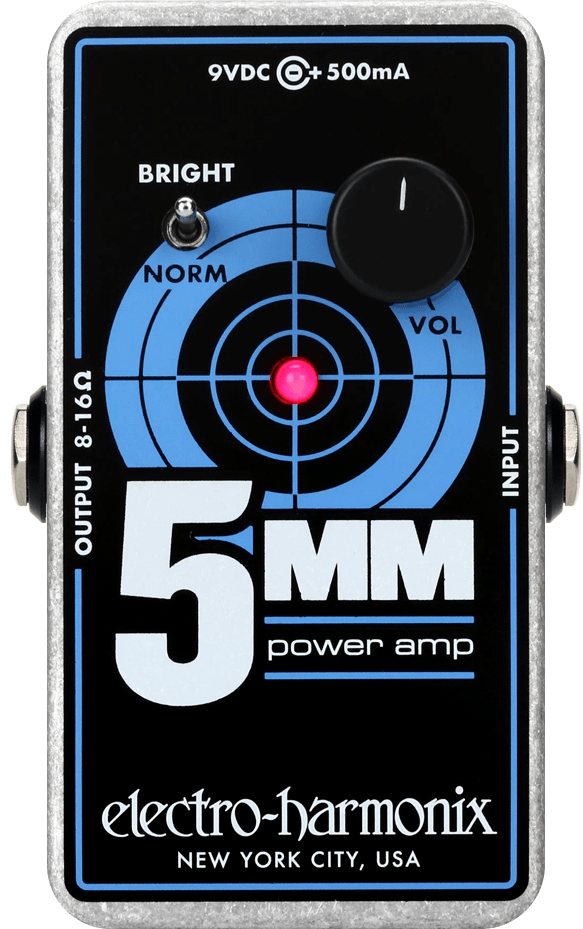 9VDC + 500mA
BRIGHT
NORM
VOL
OUTPUT 8-16Ω
INPUT
5MM
power amp
electro-harmonix
NEW YORK CITY, USA